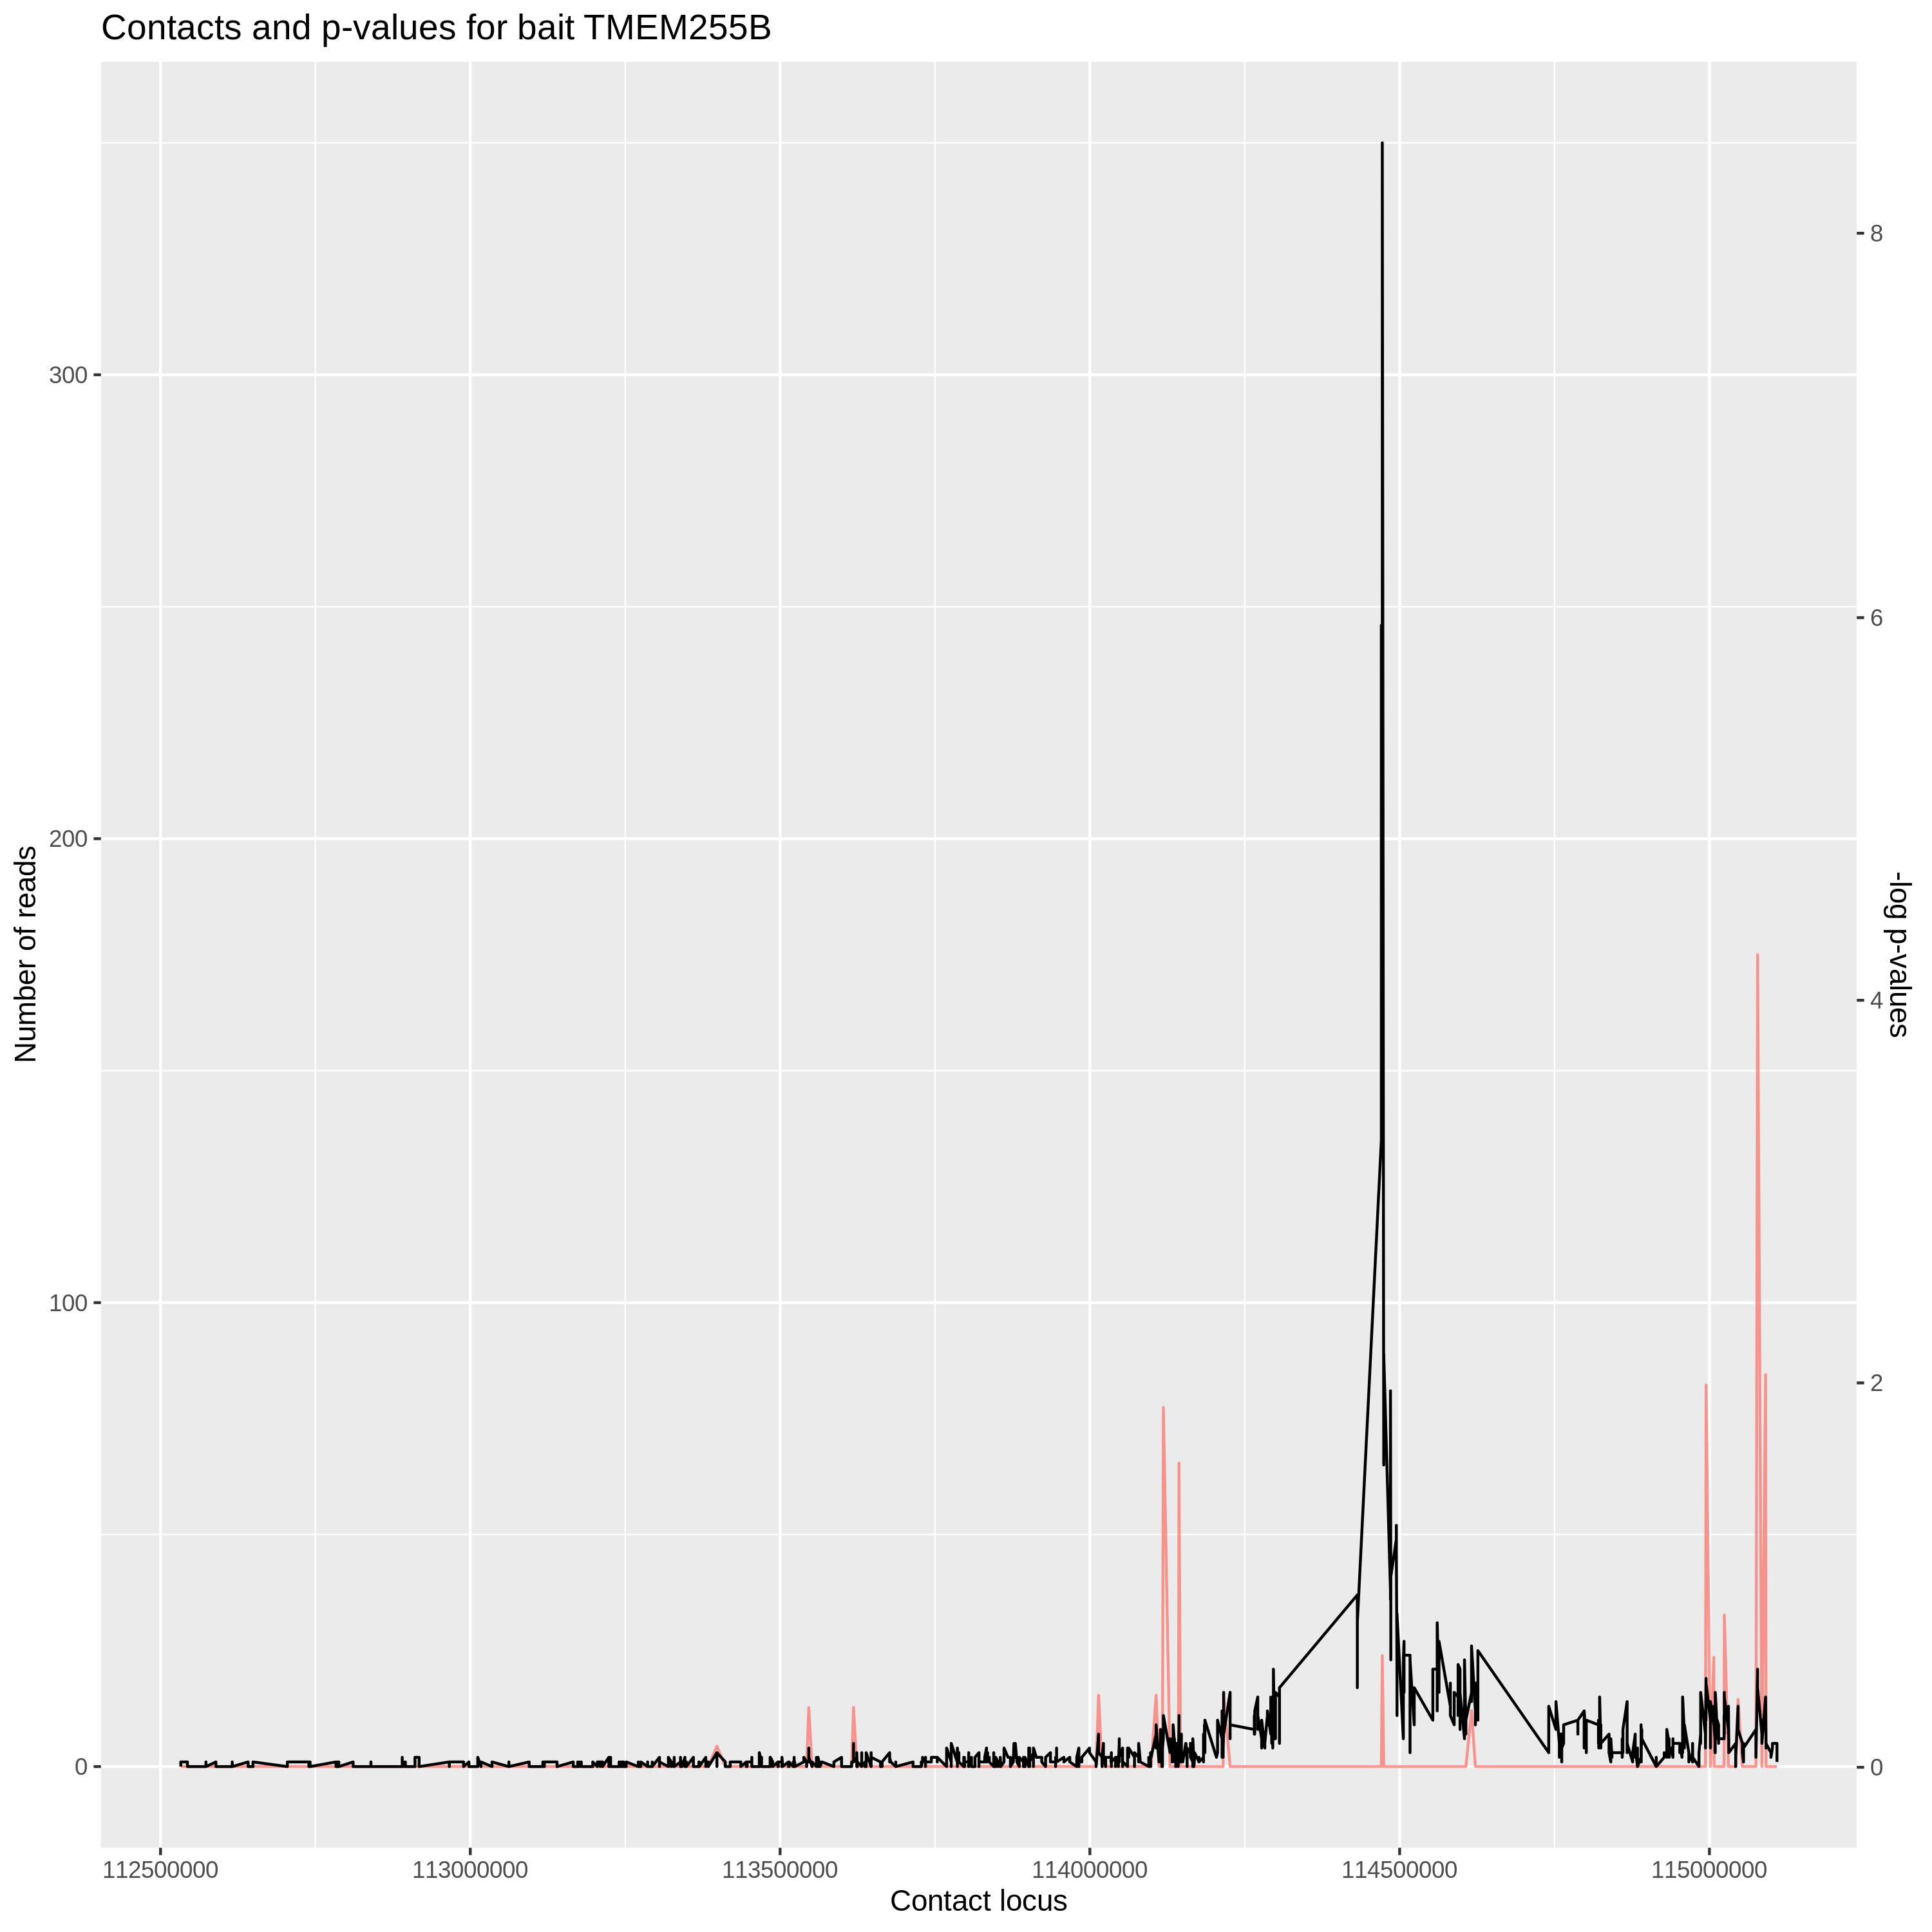 Contacts and p-values for bait TMEM255B
Number of reads
300
200
100
0
8
6
4
2
0
-log p-values
112500000 113000000 113500000 114000000 114500000 115000000
Contact locus